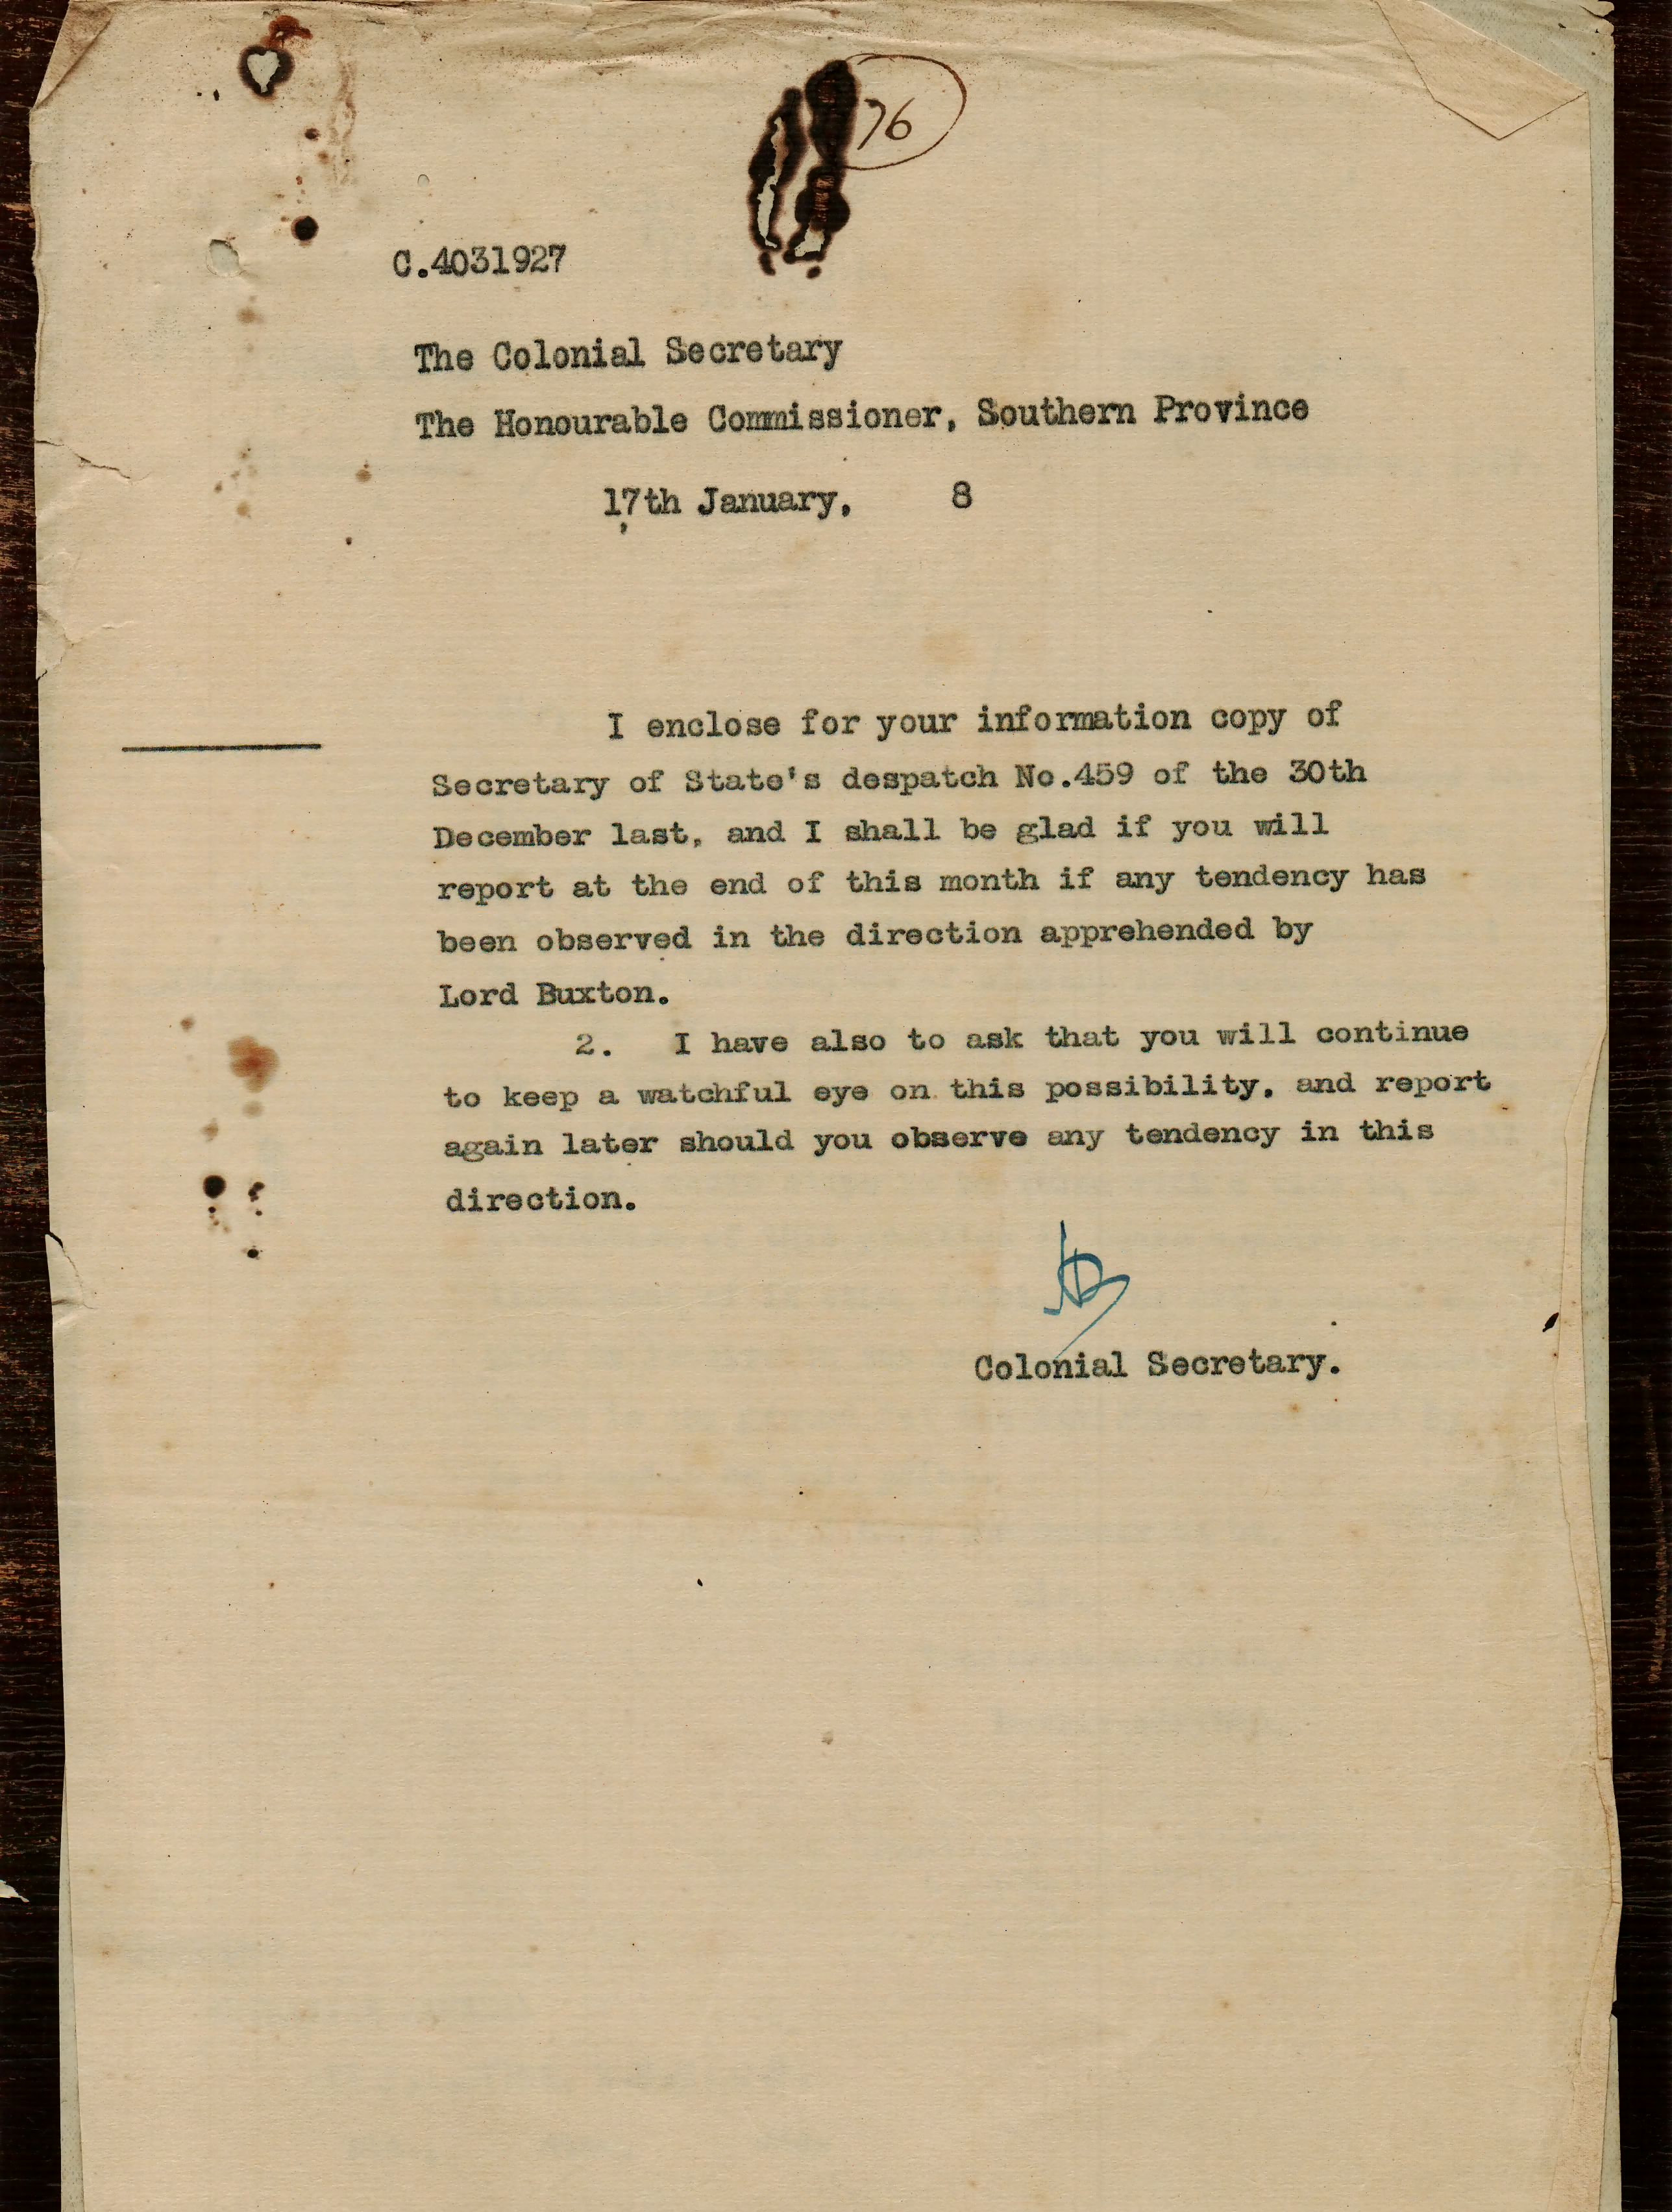 76
C.4031927
The Colonial Secretary
The Honourable Commissioner, Southern Province
17th January, 8
I enclose for your information copy of
Secretary of State's despatch No.459 of the 30th
December last, and I shall be glad if you will
report at the end of this month if any tendency has
been observed in the direction apprehended by
Lord Buxton.
2. I have also to ask that you will continue
to keep a watchful eye on this possibility, and report
again later should you observe any tendency in this
direction.
Colonial Secretary.